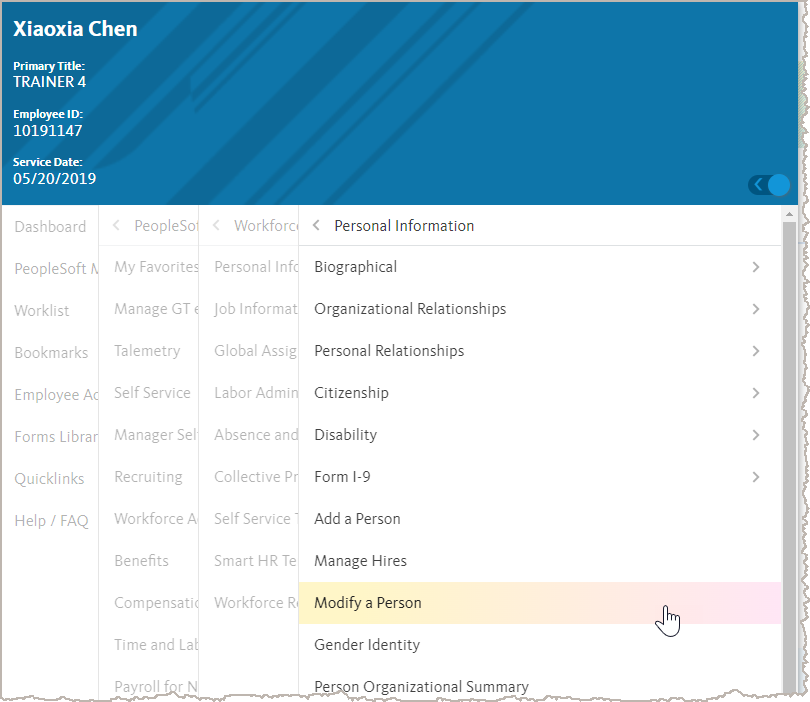 Xiaoxia Chen
Primary Title:
TRAINER 4
Employee ID:
10191147
Service Date:
05/20/2019
Dashboard
PeopleSoft M
Worklist
Bookmarks
Employee Ac
Forms Librar
Quicklinks
Help / FAQ
PeopleSof
My Favorites
Manage GT e
Talemetry
Self Service
Manager Sel
Recruiting
Workforce A
Benefits
Compensatio
Time and Lab
Payroll for N
Workforce
Personal Info
Job Informat
Global Assig
Labor Admin
Absence and
Collective Pr
Self Service T
Smart HR Te
Workforce Re
Personal Information
Biographical
Organizational Relationships
Personal Relationships
Citizenship
Disability
Form I-9
Add a Person
Manage Hires
Modify a Person
Gender Identity
Person Organizational Summary